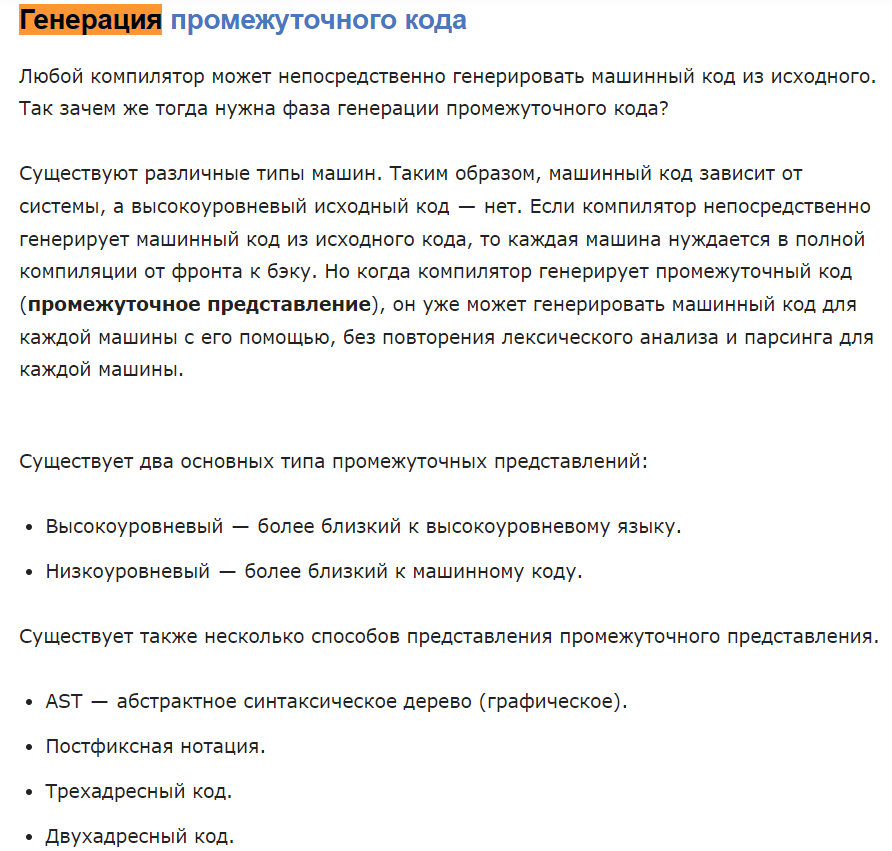 Генерация промежуточного кода
Любой компилятор может непосредственно генерировать машинный код из исходного.
Так зачем же тогда нужна фаза генерации промежуточного кода?
Существуют различные типы машин. Таким образом, машинный код зависит от
системы, а высокоуровневый исходный код — нет. Если компилятор непосредственно
генерирует машинный код из исходного кода, то каждая машина нуждается в полной
компиляции от фронта к бэку. Но когда компилятор генерирует промежуточный код
(промежуточное представление), он уже может генерировать машинный код для
каждой машины с его помощью, без повторения лексического анализа и парсинга для
каждой машины.
Существует два основных типа промежуточных представлений:
• Высокоуровневый — более близкий к высокоуровневому языку.
• Низкоуровневый — более близкий к машинному коду.
Существует также несколько способов представления промежуточного представления.
• AST — абстрактное синтаксическое дерево (графическое).
• Постфиксная нотация.
• Трехадресный код.
• Двухадресный код.